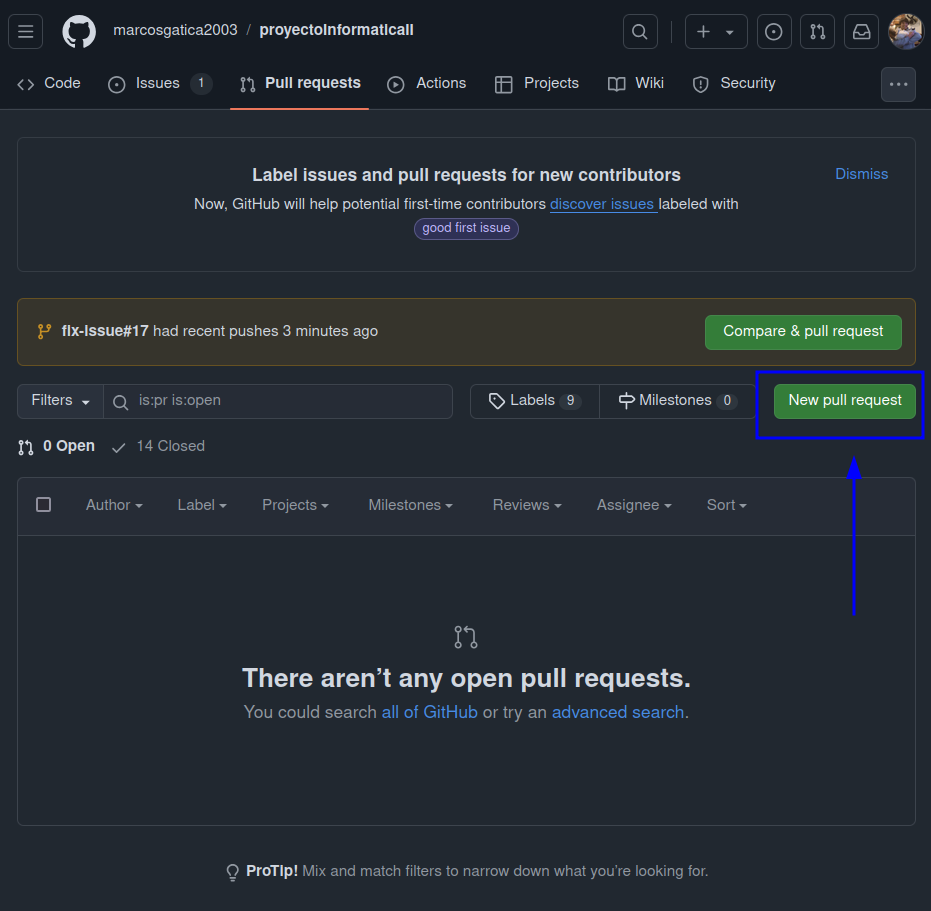 marcosgatica2003 / proyectoInformaticaII
Code Issues 1 Pull requests Actions Projects Wiki Security
Label issues and pull requests for new contributors
Dismiss
Now, GitHub will help potential first-time contributors discover issues labeled with
good first issue
fix-issue#17 had recent pushes 3 minutes ago
Compare & pull request
Filters is:pr is:open Labels 9 Milestones 0 New pull request
0 Open 14 Closed
Author Label Projects Milestones Reviews Assignee Sort
There aren’t any open pull requests.
You could search all of GitHub or try an advanced search.
ProTip! Mix and match filters to narrow down what you’re looking for.